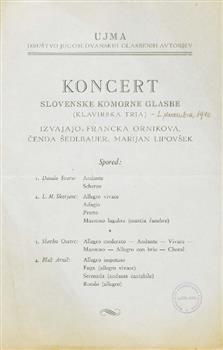 UJMA
DRUŠTVO JUGOSLOVANSKIH GLASBENIH AVTORJEV
KONCERT
SLOVENSKE KOMORNE GLASBE
(KLAVIRSKA TRIA)
IZVAJAJO: FRANCKA ORNIKOVA,
ČENDA ŠEDLBAUER, MARIJAN LIPOVŠEK
Spored:
1. Danilo Švara: Andante
Scherzo
2. L. M. Škerjanc: Allegro vivace
Adagio
Presto
Maestoso lugubre (marcia funebre)
*
3. Slavko Osterc: Allegro moderato — Andante — Vivace —
Maestoso — Allegro con brio — Choral
4. Blaž Arnič: Allegro impetuoso
Fuga (allegro vivace)
Serenada (andante cantabile)
Rondo (allegro)